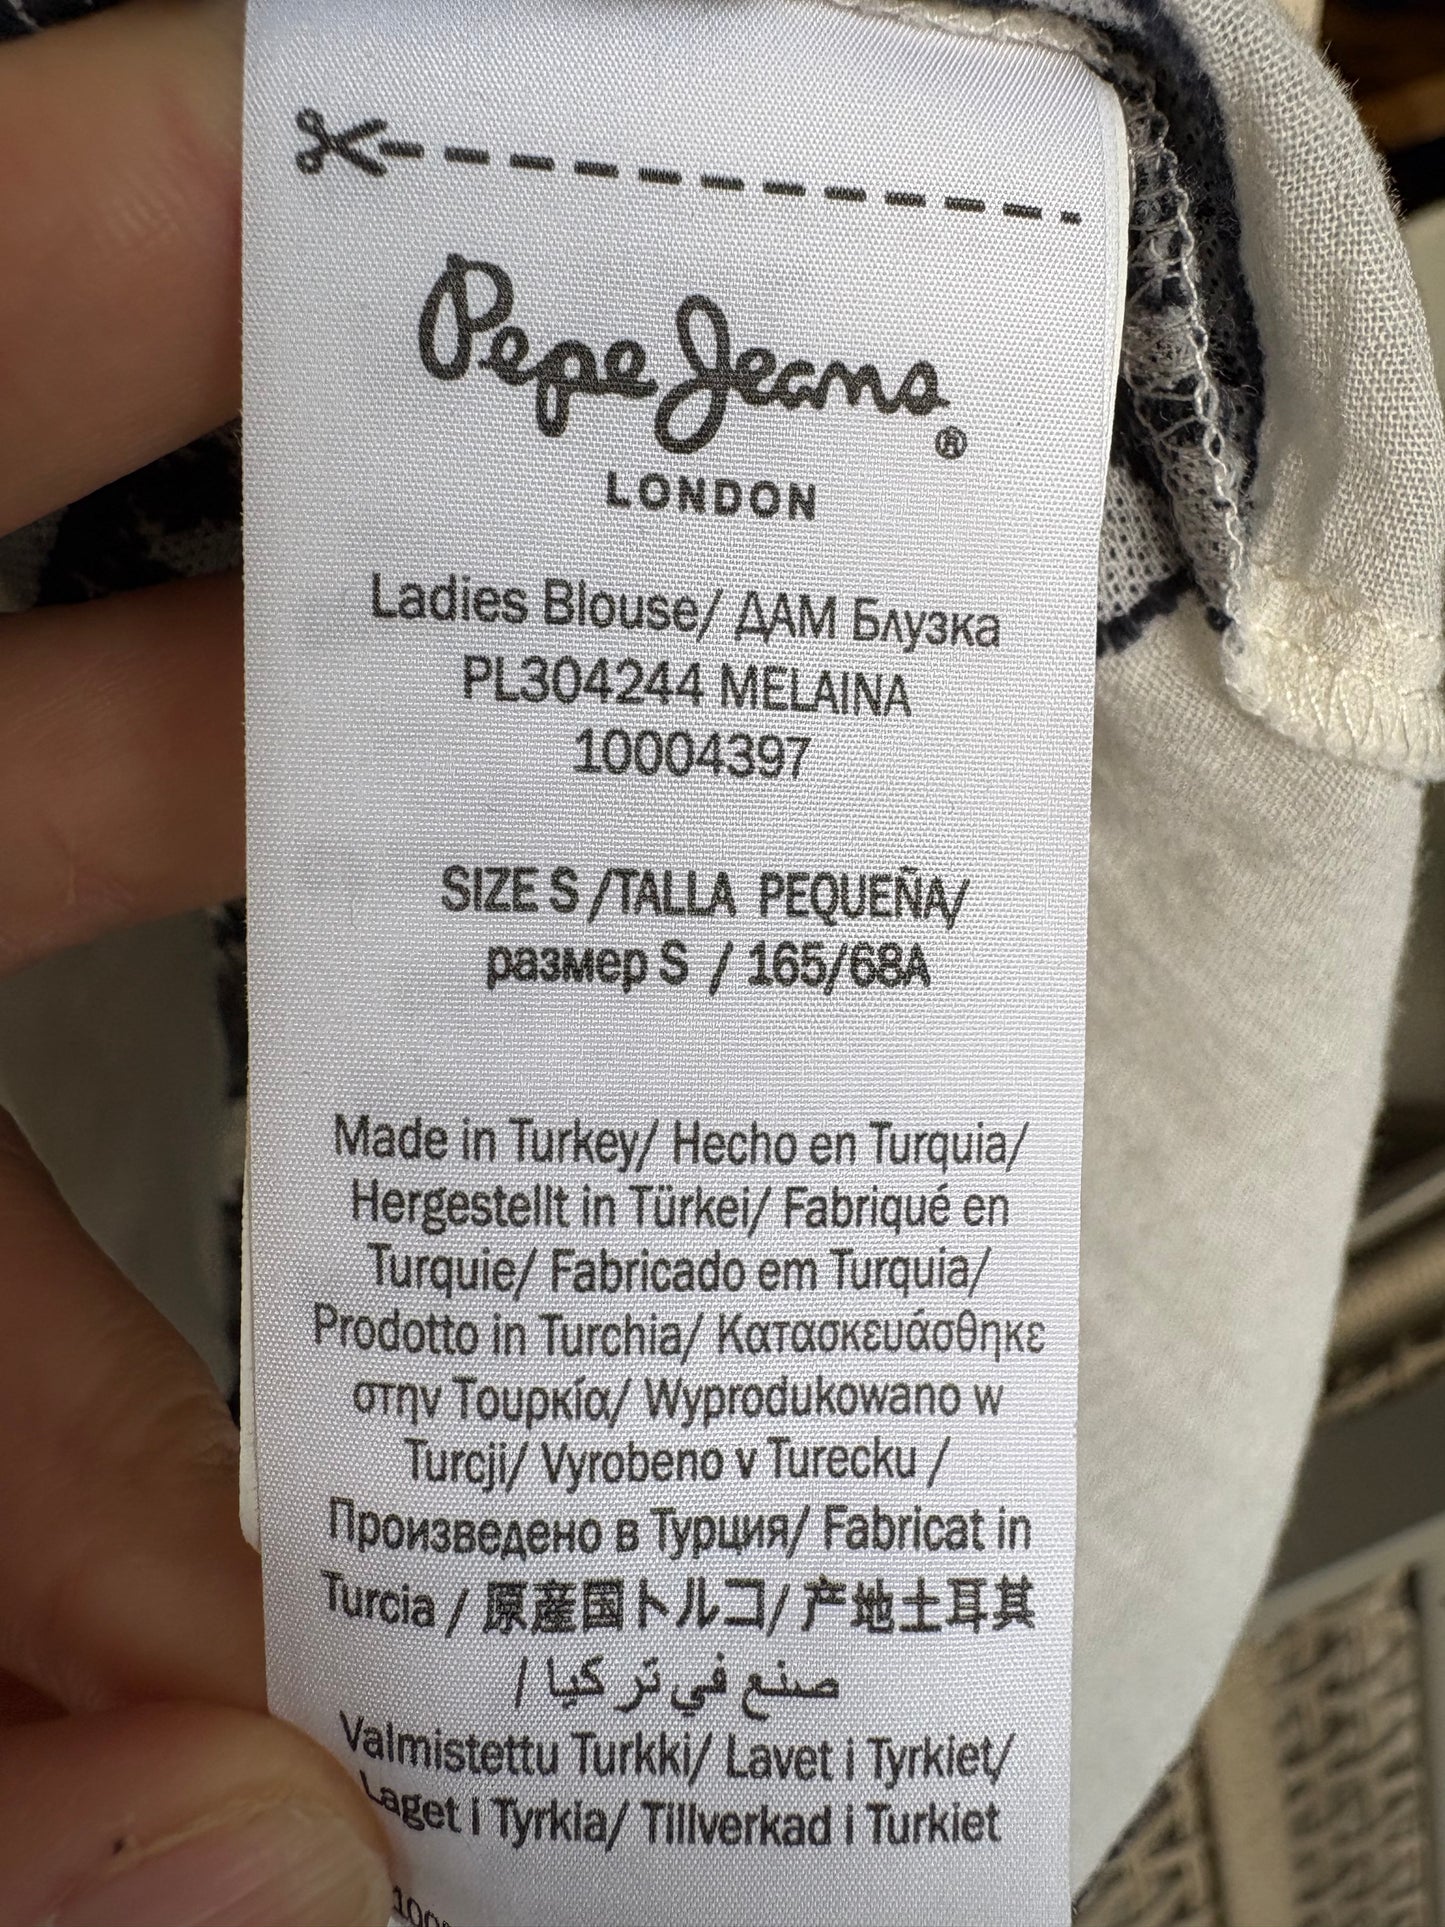 Pepe Jeans®
LONDON
Ladies Blouse/ ДАМ Блузка
PL304244 MELAINA
10004397
SIZE S /TALLA PEQUEÑA/
размер S / 165/68A
Made in Turkey/ Hecho en Turquia/
Hergestellt in Türkei/ Fabriqué en
Turquie/ Fabricado em Turquia/
Prodotto in Turchia/ Κατασκευάσθηκε
στην Τουρκία/ Wyprodukowano w
Turcji/ Vyrobeno v Turecku /
Произведено в Турция/ Fabricat in
Turcia / 原産国トルコ/ 产地土耳其
صنع في تركيا /
Valmistettu Turkki/ Lavet i Tyrkiet/
Laget i Tyrkia/ Tillverkad i Turkiet